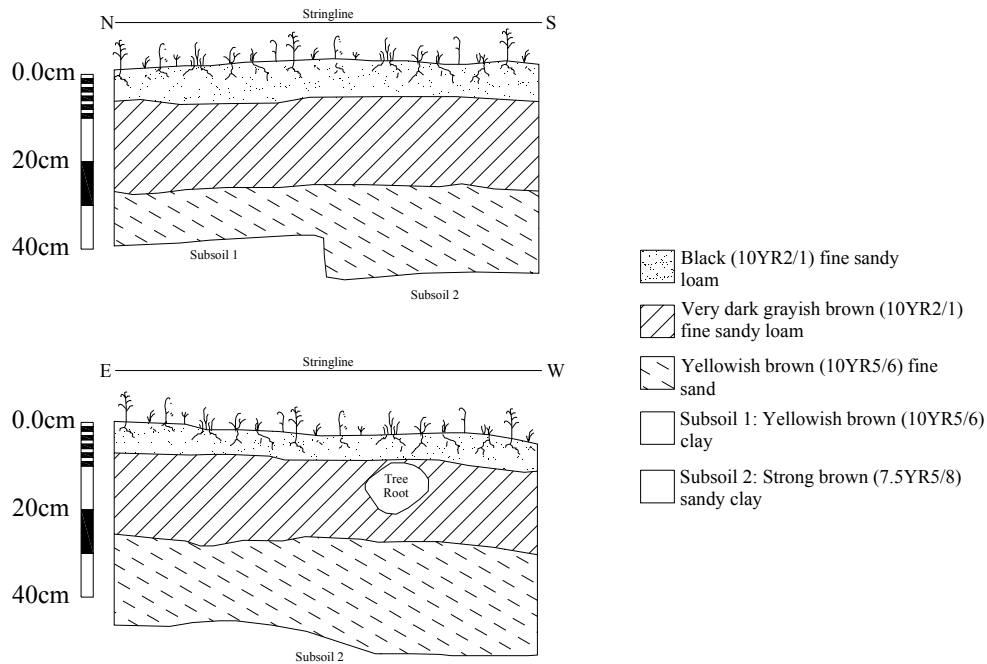 Stringline
N
S
0.0cm
20cm
40cm
Subsoil 1
Subsoil 2
Black (10YR2/1) fine sandy
loam
Very dark grayish brown (10YR2/1)
fine sandy loam
Yellowish brown (10YR5/6) fine
sand
Subsoil 1: Yellowish brown (10YR5/6)
clay
Subsoil 2: Strong brown (7.5YR5/8)
sandy clay
Stringline
E
W
0.0cm
20cm
40cm
Tree
Root
Subsoil 2